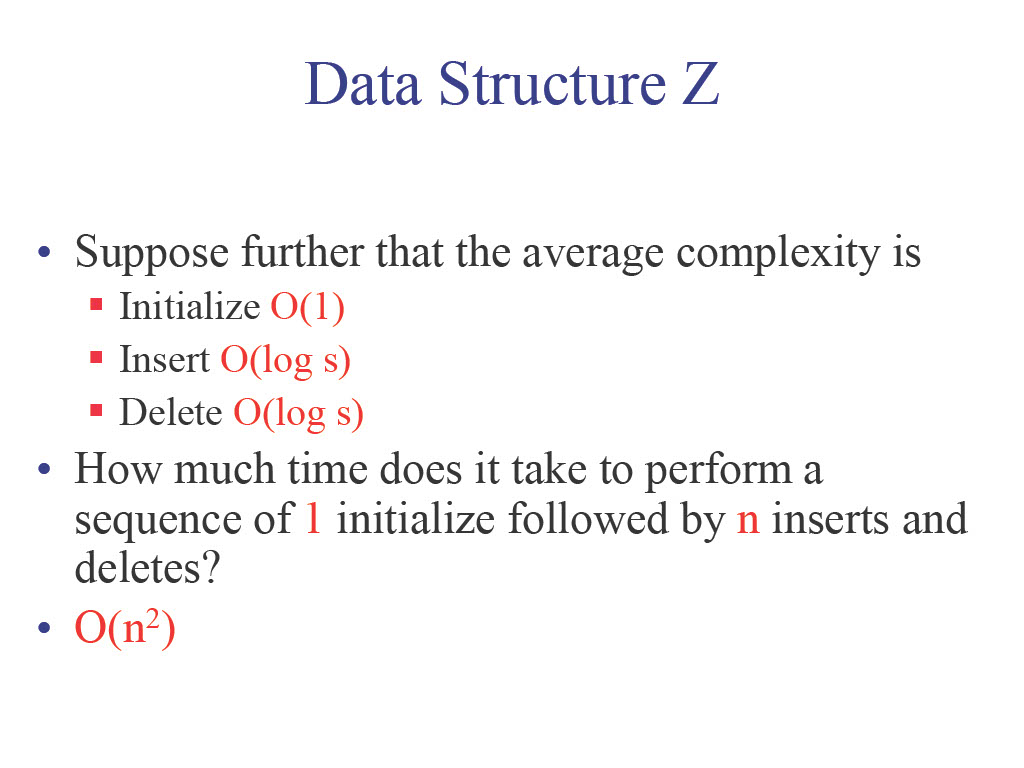 Data Structure Z
• Suppose further that the average complexity is
▪ Initialize O(1)
▪ Insert O(log s)
▪ Delete O(log s)
• How much time does it take to perform a
sequence of 1 initialize followed by n inserts and
deletes?
• O(n²)